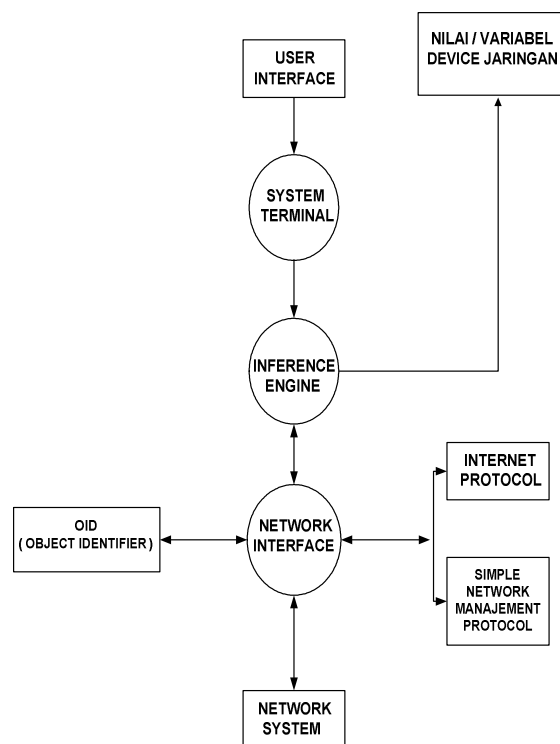 USER
INTERFACE
NILAI / VARIABEL
DEVICE JARINGAN
SYSTEM
TERMINAL
INFERENCE
ENGINE
INTERNET
PROTOCOL
OID
( OBJECT IDENTIFIER )
NETWORK
INTERFACE
SIMPLE
NETWORK
MANAJEMENT
PROTOCOL
NETWORK
SYSTEM